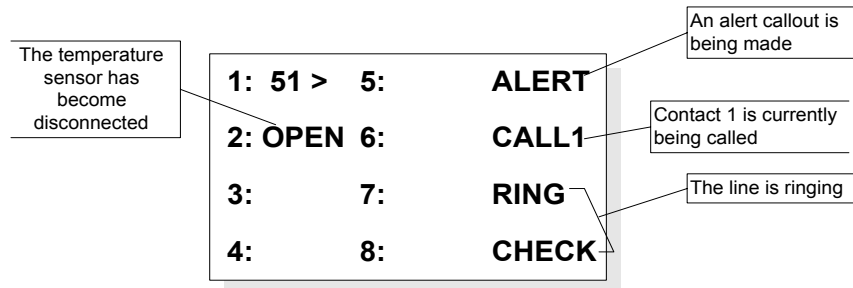 An alert callout is
being made
The temperature
sensor has
become
disconnected
1: 51 > 5: ALERT
2: OPEN 6: CALL1
Contact 1 is currently
being called
3: 7: RING
The line is ringing
4: 8: CHECK